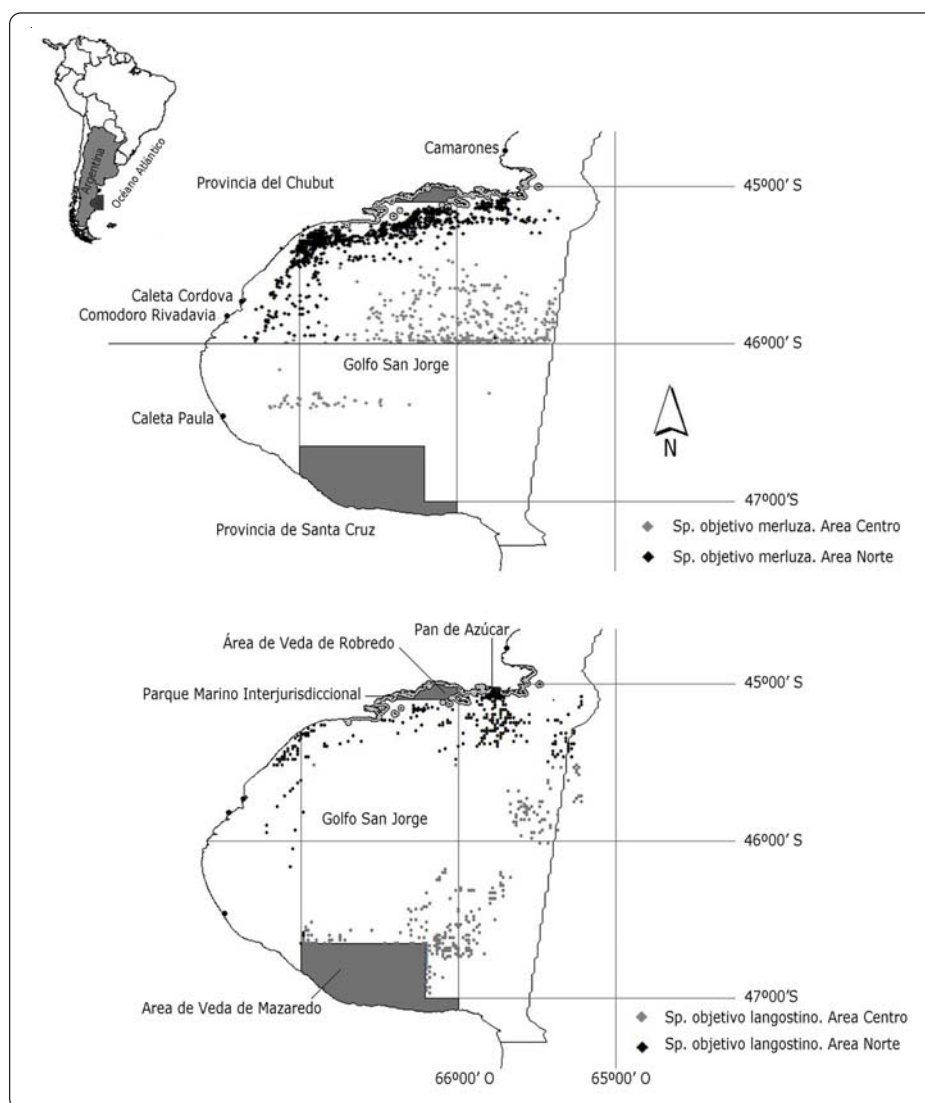 Argentina
Océano Atlántico
Camarones
Provincia del Chubut
45º00' S
Caleta Cordova
Comodoro Rivadavia
46º00' S
Golfo San Jorge
Caleta Paula
N
47º00'S
Provincia de Santa Cruz
Sp. objetivo merluza. Area Centro
Sp. objetivo merluza. Area Norte
Pan de Azúcar
Área de Veda de Robredo
Parque Marino Interjurisdiccional
45º00' S
Golfo San Jorge
46º00' S
47º00'S
Area de Veda de Mazaredo
Sp. objetivo langostino. Area Centro
Sp. objetivo langostino. Area Norte
66º00' O
65º00' O